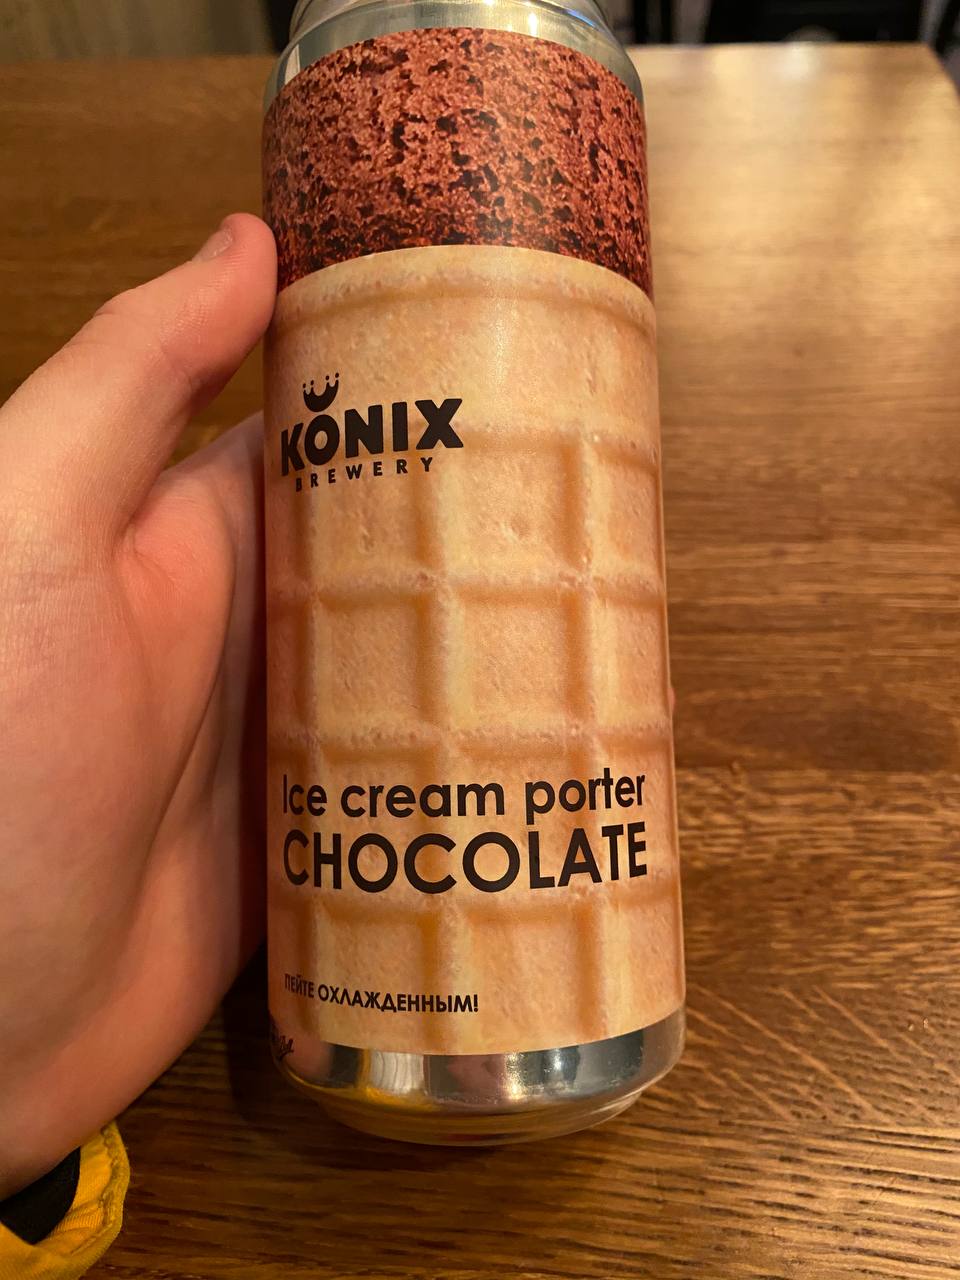 KONIX
BREWERY
Ice cream porter
CHOCOLATE
ПЕЙТЕ ОХЛАЖДЕННЫМ!